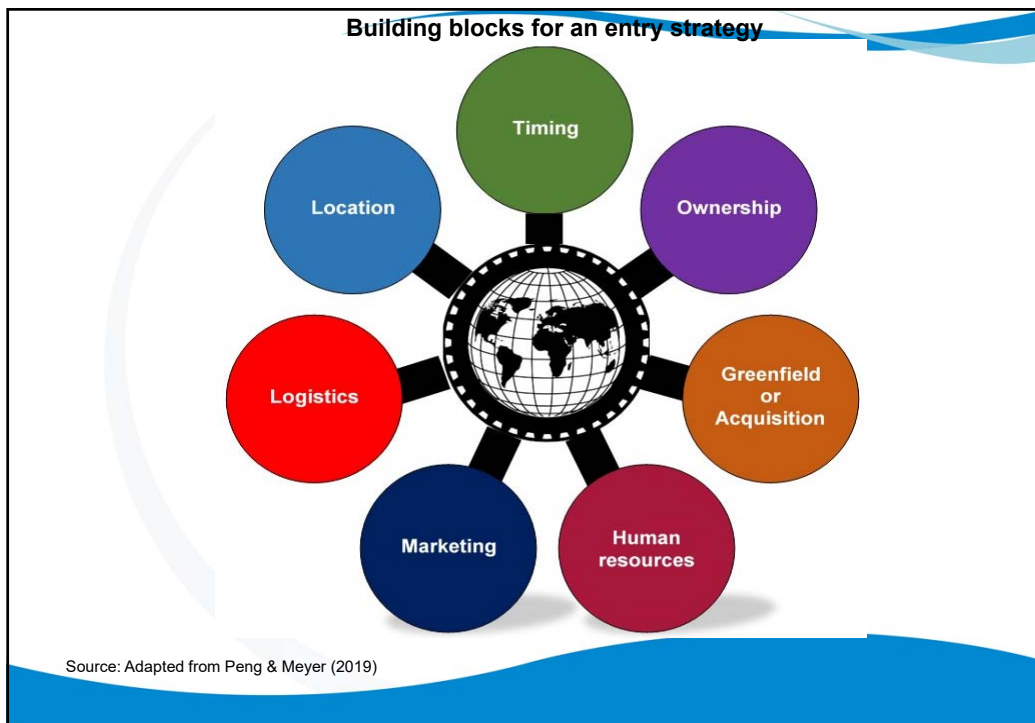 Building blocks for an entry strategy
Timing
Location
Ownership
Logistics
Greenfield
or
Acquisition
Marketing
Human
resources
Source: Adapted from Peng & Meyer (2019)